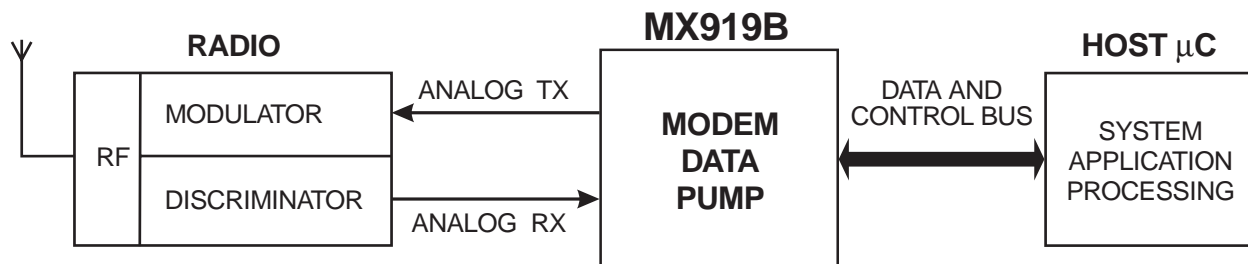 RADIO
RF
MODULATOR
DISCRIMINATOR
ANALOG TX
ANALOG RX
MX919B
MODEM
DATA
PUMP
DATA AND
CONTROL BUS
HOST µC
SYSTEM
APPLICATION
PROCESSING